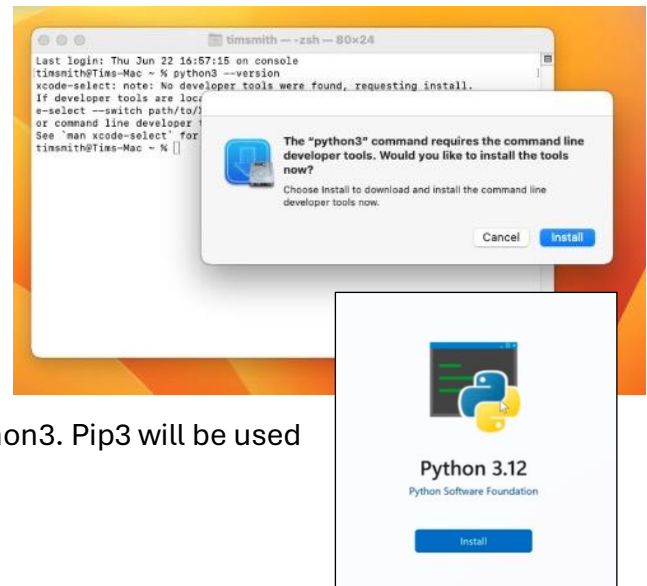 timsmith — -zsh — 80×24
Last login: Thu Jun 22 16:57:15 on console
timsmith@Tims-Mac ~ % python3 --version
xcode-select: note: No developer tools were found, requesting install.
If developer tools are loca
e-select --switch path/to/
or command line developer
See `man xcode-select` for
timsmith@Tims-Mac ~ %
The "python3" command requires the command line
developer tools. Would you like to install the tools
now?
Choose Install to download and install the command line
developer tools now.
Cancel
Install
on3. Pip3 will be used
Python 3.12
Python Software Foundation
Install